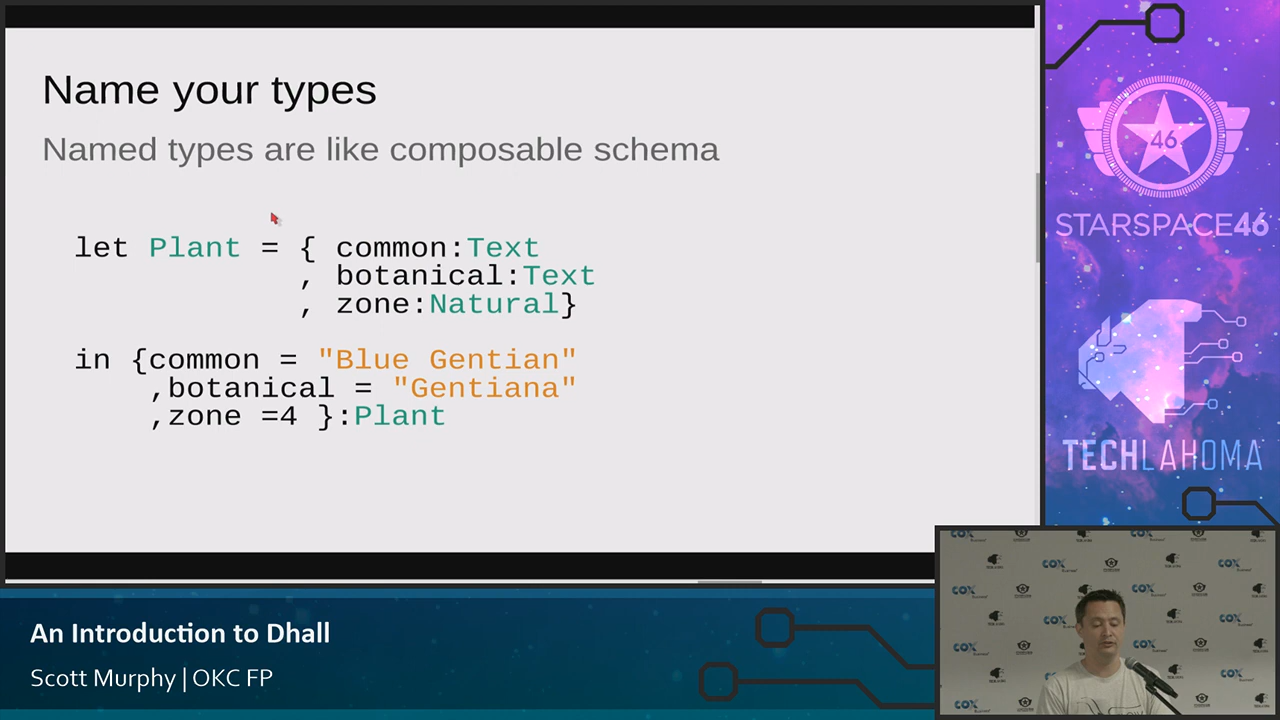 Name your types
Named types are like composable schema
let Plant = { common:Text
, botanical:Text
, zone:Natural}
in {common = "Blue Gentian"
,botanical = "Gentiana"
,zone =4 }:Plant
46
STARSPACE46
TECHLAHOMA
An Introduction to Dhall
Scott Murphy | OKC FP
COX